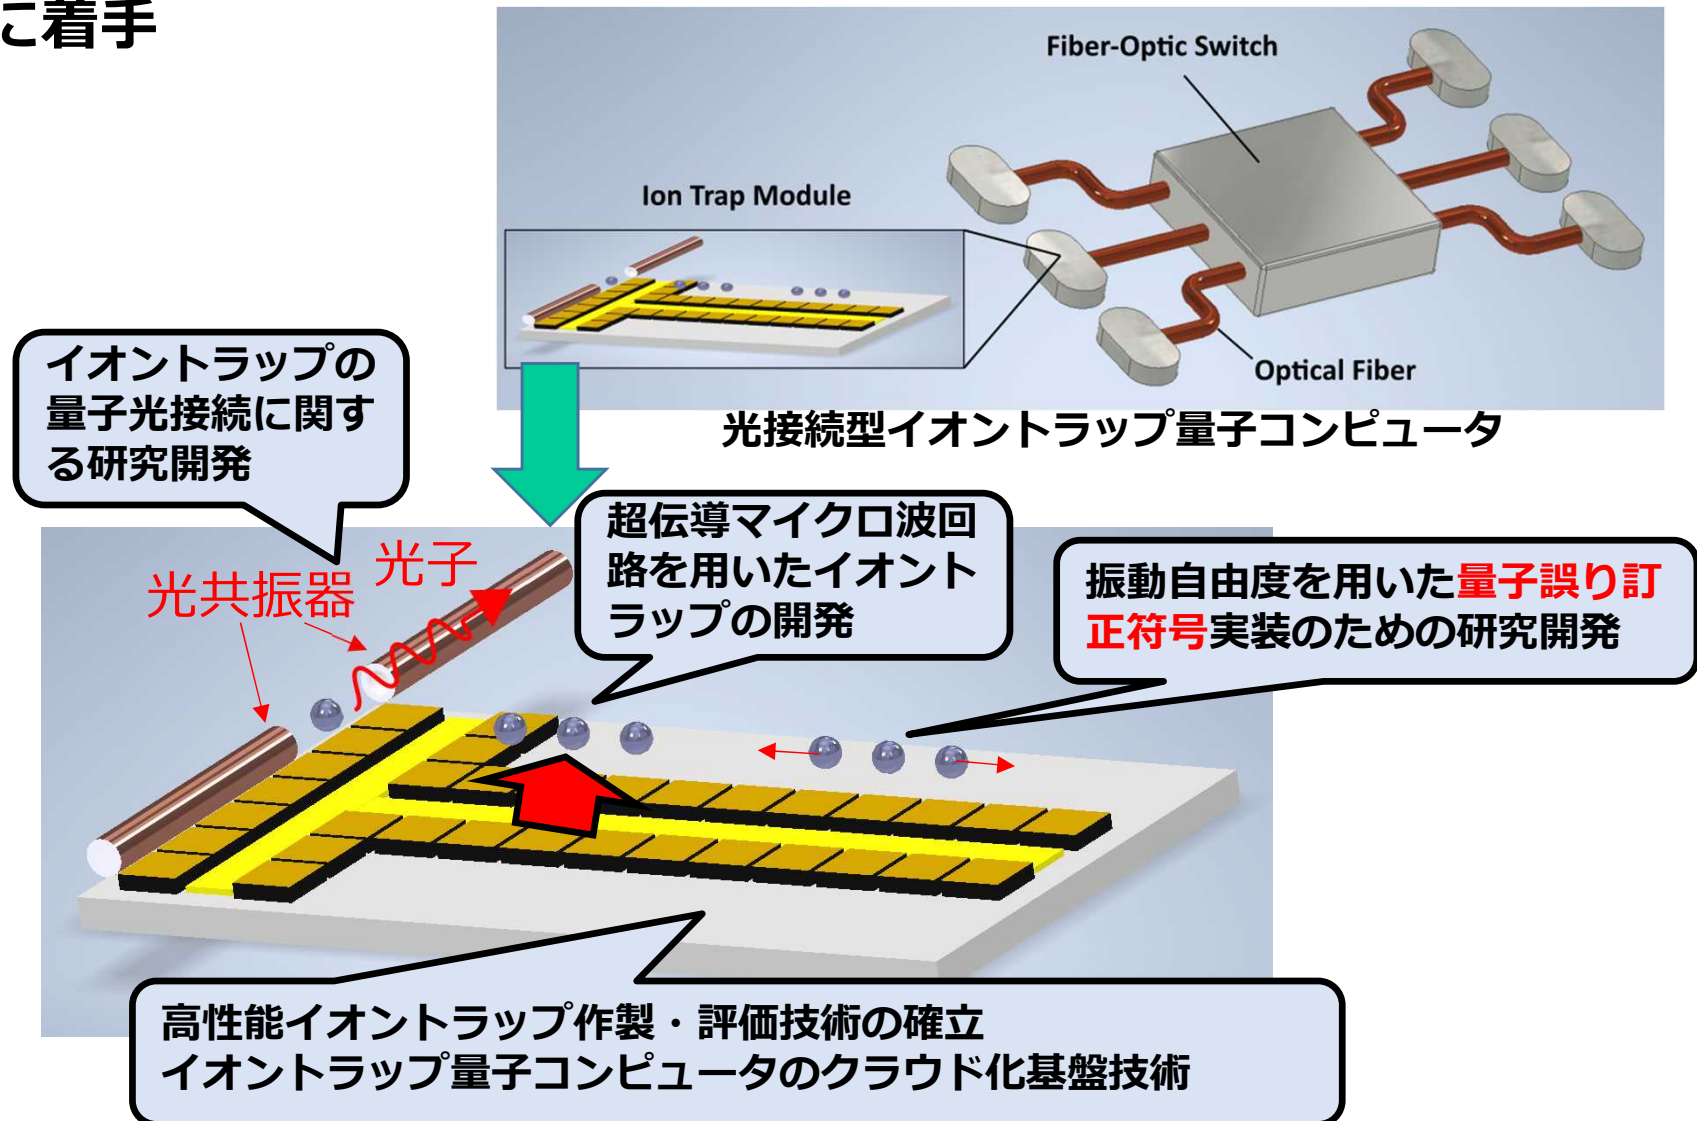 に着手
Fiber-Optic Switch
Ion Trap Module
Optical Fiber
光接続型イオントラップ量子コンピュータ
イオントラップの
量子光接続に関す
る研究開発
超伝導マイクロ波回
路を用いたイオント
ラップの開発
振動自由度を用いた量子誤り訂
正符号実装のための研究開発
光共振器
光子
高性能イオントラップ作製・評価技術の確立
イオントラップ量子コンピュータのクラウド化基盤技術